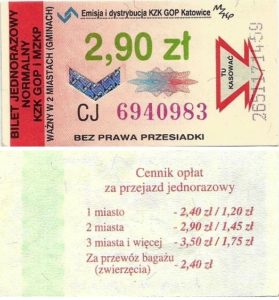 Emisja i dystrybucja KZK GOP Katowice
BILET JEDNORAZOWY
NORMALNY
KZK GOP i MZKP
WAŻNY W 2 MIASTACH (GMINACH)
2,90 zł
TU
KASOWAĆ
CJ 6940983
BEZ PRAWA PRZESIADKI
Cennik opłat
za przejazd jednorazowy
1 miasto - 2,40 zł / 1,20 zł
2 miasta - 2,90 zł / 1,45 zł
3 miasta i więcej - 3,50 zł / 1,75 zł
Za przewóz bagażu
(zwierzęcia) - 2,40 zł